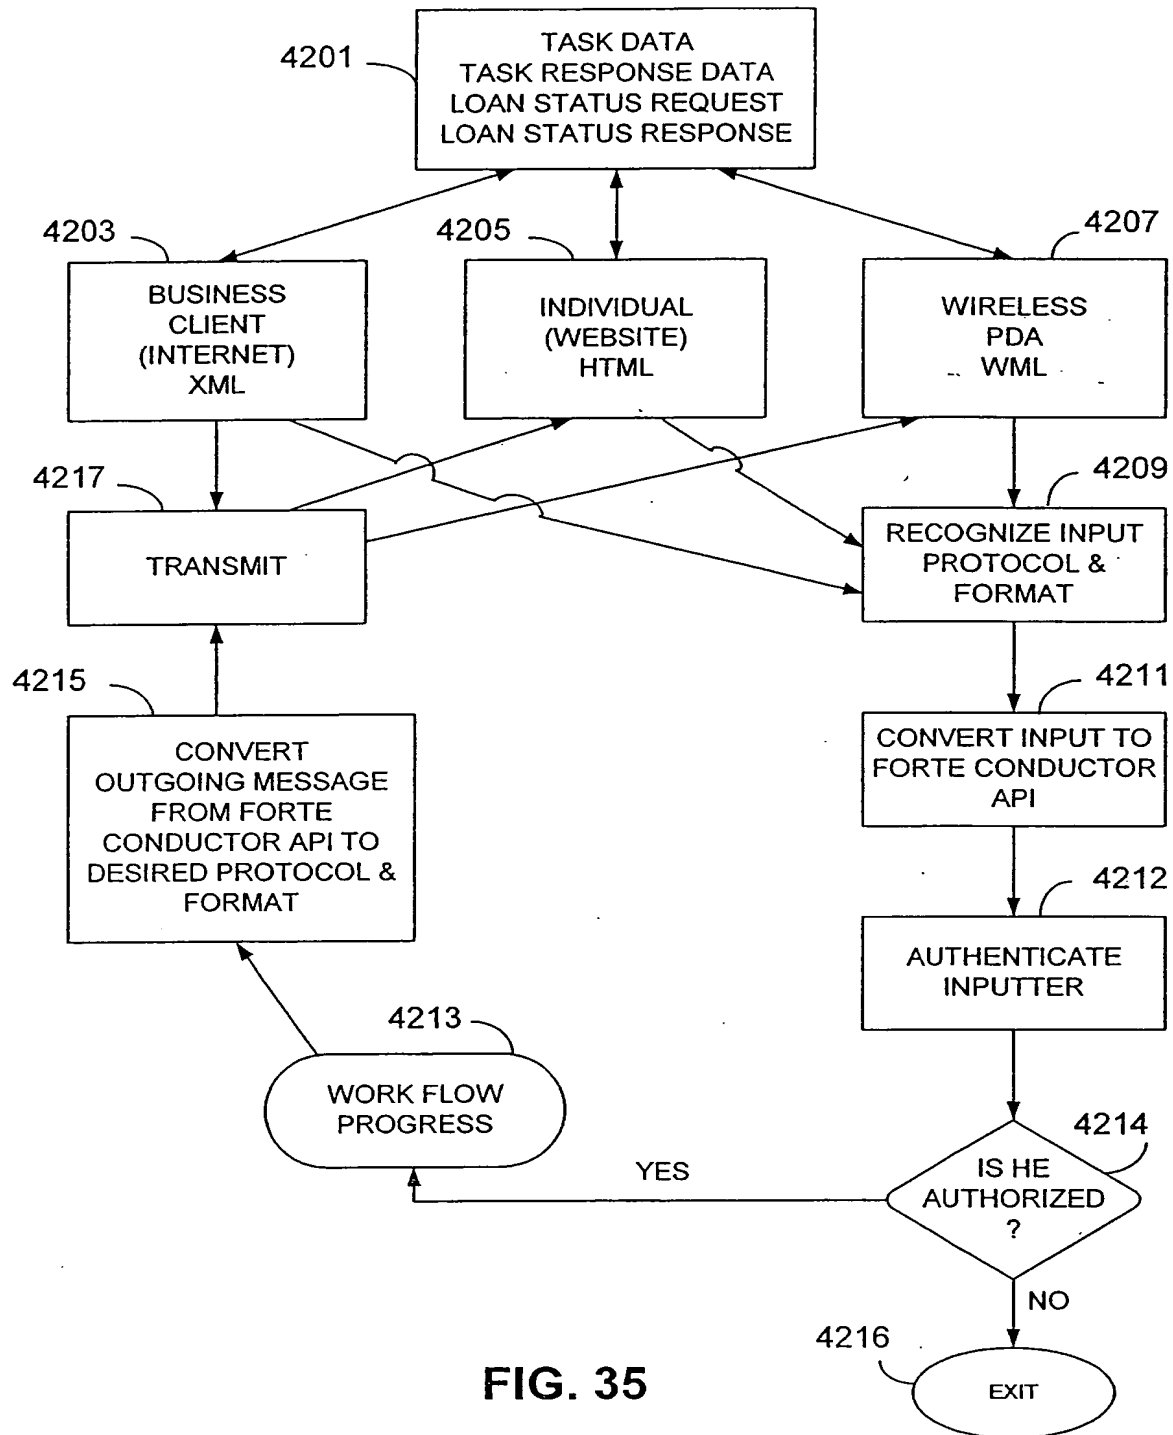 4201
TASK DATA
TASK RESPONSE DATA
LOAN STATUS REQUEST
LOAN STATUS RESPONSE
4203
BUSINESS
CLIENT
(INTERNET)
XML
4205
INDIVIDUAL
(WEBSITE)
HTML
4207
WIRELESS
PDA
WML
4217
TRANSMIT
4209
RECOGNIZE INPUT
PROTOCOL &
FORMAT
4215
CONVERT
OUTGOING MESSAGE
FROM FORTE
CONDUCTOR API TO
DESIRED PROTOCOL &
FORMAT
4211
CONVERT INPUT TO
FORTE CONDUCTOR
API
4212
AUTHENTICATE
INPUTTER
4213
WORK FLOW
PROGRESS
4214
IS HE
AUTHORIZED
?
YES
NO
4216
EXIT
FIG. 35